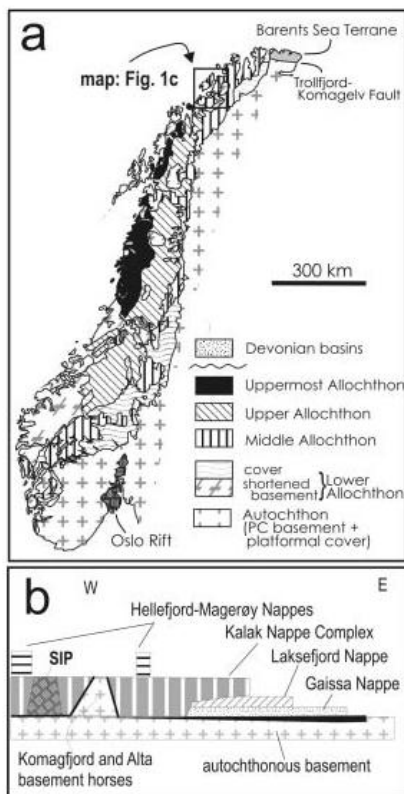 a
Barents Sea Terrane
map: Fig. 1c
Trollfjord-
Komagelv Fault
300 km
Devonian basins
Uppermost Allochthon
Upper Allochthon
Middle Allochthon
cover
shortened
basement
Lower
Allochthon
Autochthon
(PC basement +
platformal cover)
Oslo Rift
b
W
E
Hellefjord-Magerøy Nappes
Kalak Nappe Complex
SIP
Laksefjord Nappe
Gaissa Nappe
Komagfjord and Alta
basement horses
autochthonous basement